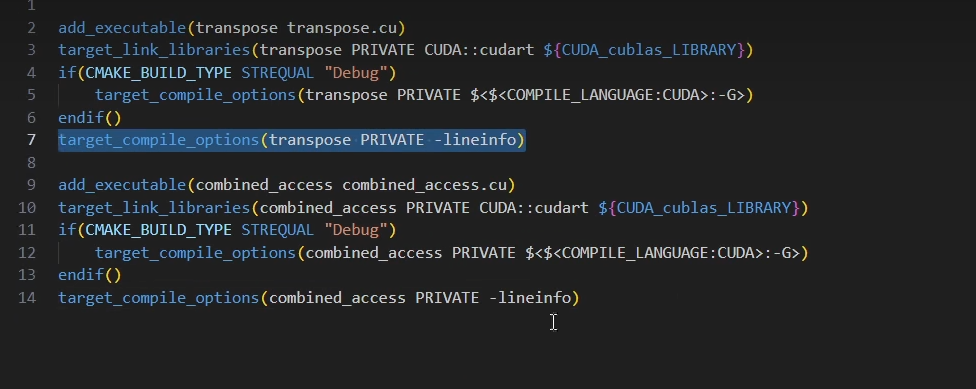 1
2 add_executable(transpose transpose.cu)
3 target_link_libraries(transpose PRIVATE CUDA::cudart ${CUDA_cublas_LIBRARY})
4 if(CMAKE_BUILD_TYPE STREQUAL "Debug")
5     target_compile_options(transpose PRIVATE $<$<COMPILE_LANGUAGE:CUDA>:-G>)
6 endif()
7 target_compile_options(transpose PRIVATE -lineinfo)
8
9 add_executable(combined_access combined_access.cu)
10 target_link_libraries(combined_access PRIVATE CUDA::cudart ${CUDA_cublas_LIBRARY})
11 if(CMAKE_BUILD_TYPE STREQUAL "Debug")
12     target_compile_options(combined_access PRIVATE $<$<COMPILE_LANGUAGE:CUDA>:-G>)
13 endif()
14 target_compile_options(combined_access PRIVATE -lineinfo)